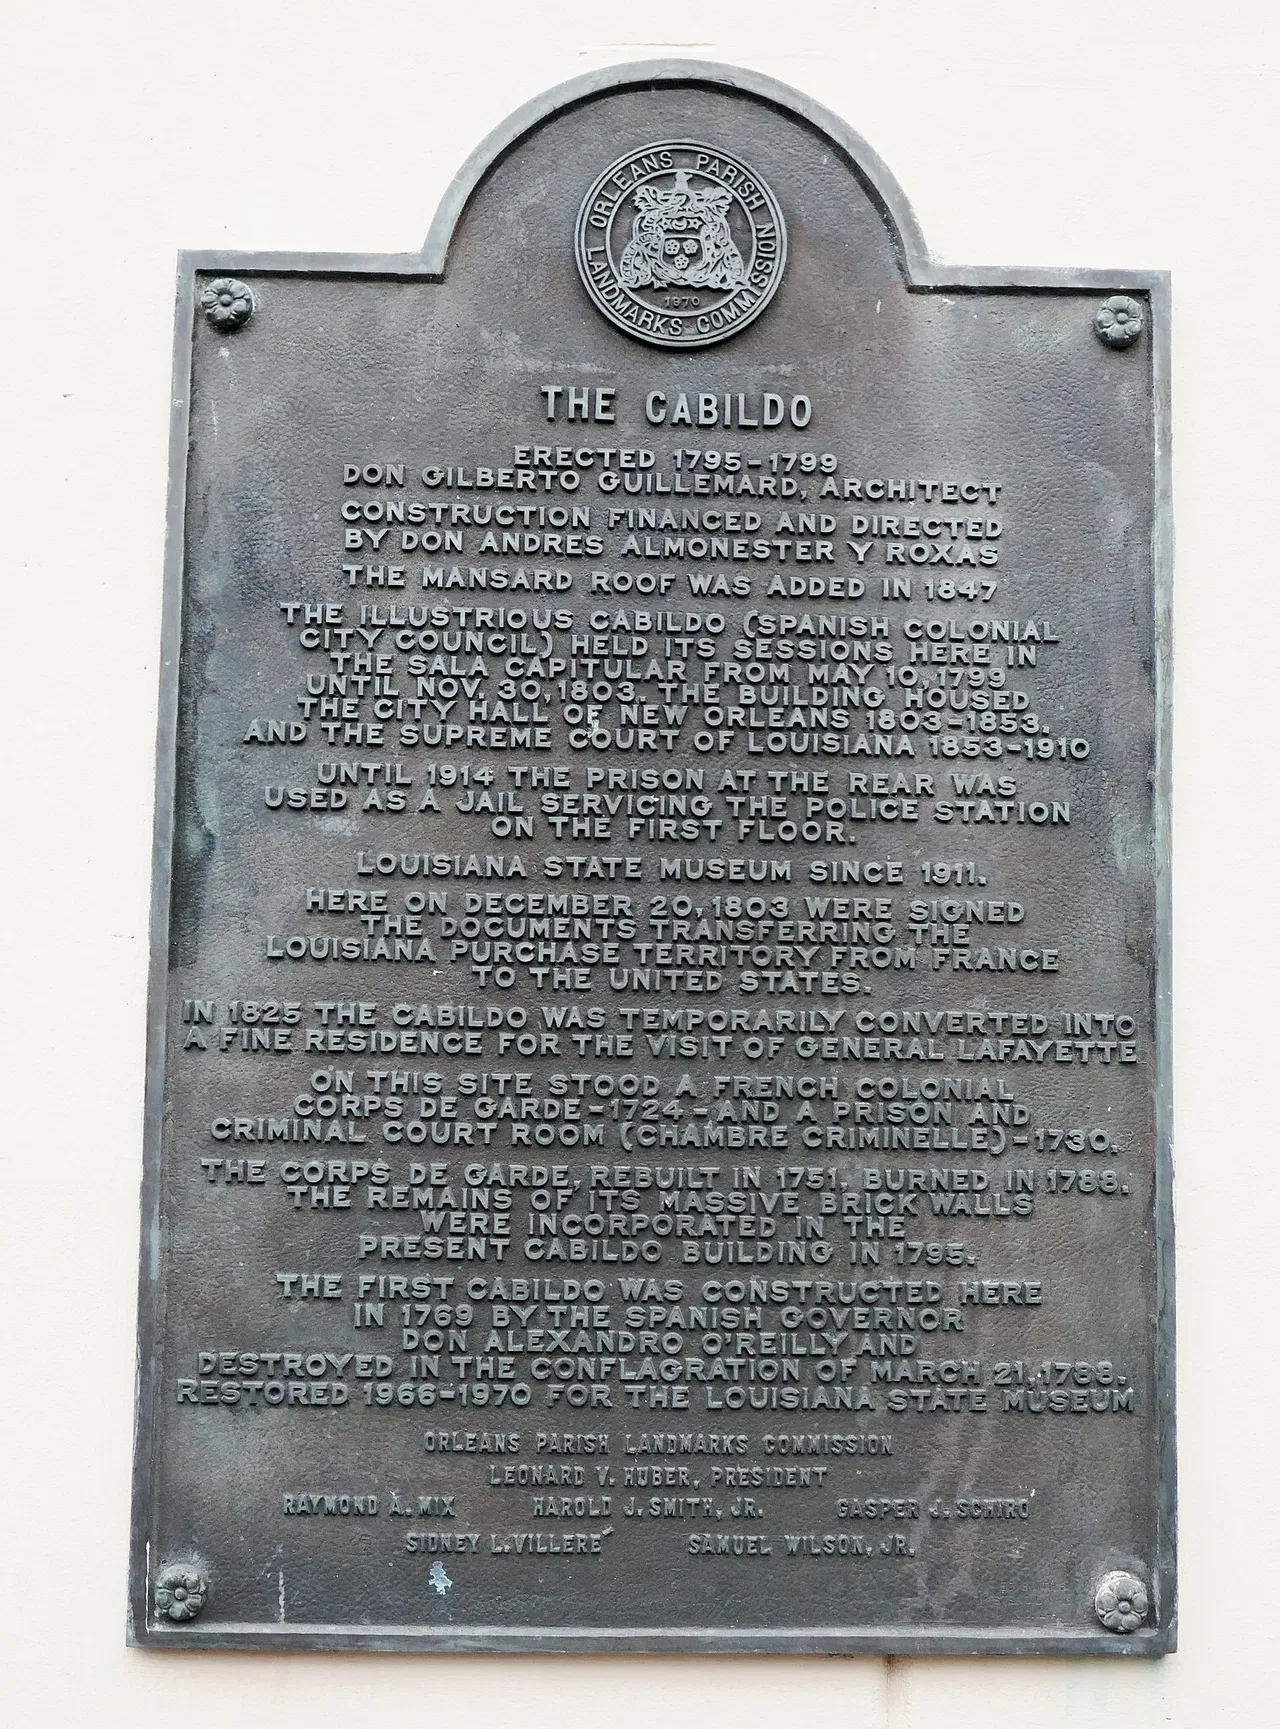 ORLEANS PARISH
LANDMARKS COMMISSION
1970
THE CABILDO
ERECTED 1795-1799
DON GILBERTO GUILLEMARD, ARCHITECT
CONSTRUCTION FINANCED AND DIRECTED
BY DON ANDRES ALMONESTER Y ROXAS
THE MANSARD ROOF WAS ADDED IN 1847
THE ILLUSTRIOUS CABILDO (SPANISH COLONIAL
CITY COUNCIL) HELD ITS SESSIONS HERE IN
THE SALA CAPITULAR FROM MAY 10, 1799
UNTIL NOV. 30, 1803. THE BUILDING HOUSED
THE CITY HALL OF NEW ORLEANS 1803-1853.
AND THE SUPREME COURT OF LOUISIANA 1853-1910
UNTIL 1914 THE PRISON AT THE REAR WAS
USED AS A JAIL SERVICING THE POLICE STATION
ON THE FIRST FLOOR.
LOUISIANA STATE MUSEUM SINCE 1911.
HERE ON DECEMBER 20, 1803 WERE SIGNED
THE DOCUMENTS TRANSFERRING THE
LOUISIANA PURCHASE TERRITORY FROM FRANCE
TO THE UNITED STATES.
IN 1825 THE CABILDO WAS TEMPORARILY CONVERTED INTO
A FINE RESIDENCE FOR THE VISIT OF GENERAL LAFAYETTE
ON THIS SITE STOOD A FRENCH COLONIAL
CORPS DE GARDE-1724-AND A PRISON AND
CRIMINAL COURT ROOM (CHAMBRE CRIMINELLE)-1730.
THE CORPS DE GARDE, REBUILT IN 1751, BURNED IN 1788.
THE REMAINS OF ITS MASSIVE BRICK WALLS
WERE INCORPORATED IN THE
PRESENT CABILDO BUILDING IN 1795.
THE FIRST CABILDO WAS CONSTRUCTED HERE
IN 1769 BY THE SPANISH GOVERNOR
DON ALEXANDRO O'REILLY AND
DESTROYED IN THE CONFLAGRATION OF MARCH 21, 1788.
RESTORED 1966-1970 FOR THE LOUISIANA STATE MUSEUM
ORLEANS PARISH LANDMARKS COMMISSION
LEONARD V. HUBER, PRESIDENT
RAYMOND A. MIX HAROLD J. SMITH, JR. GASPER J. SCHIRO
SIDNEY L. VILLERE´ SAMUEL WILSON, JR.